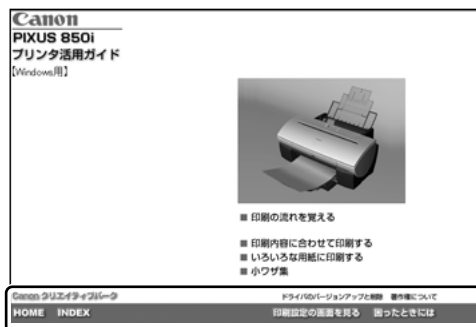 Canon
PIXUS 850i
プリンタ活用ガイド
【Windows用】
■ 印刷の流れを覚える
■ 印刷内容に合わせて印刷する
■ いろいろな用紙に印刷する
■ 小ワザ集
Canon クリエイティブパーク ドライバのバージョンアップと削除 著作権について
HOME INDEX 印刷設定の画面を見る 困ったときには